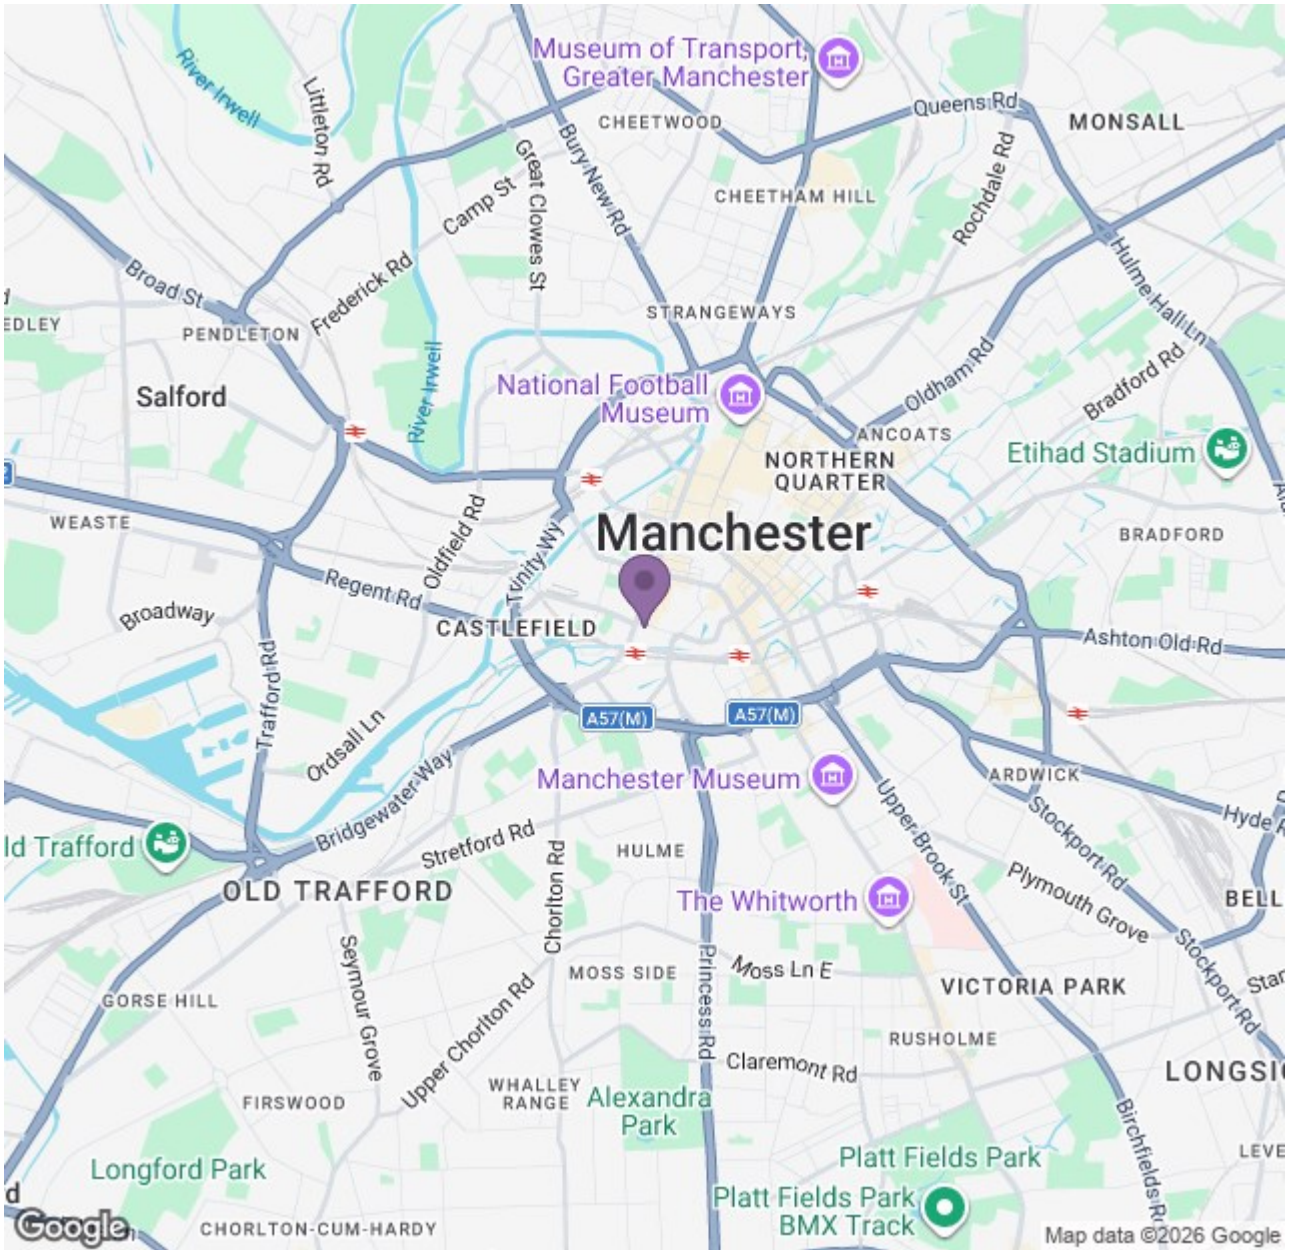 Museum of Transport,
Greater Manchester
River Irwell
Littleton Rd
CHEETWOOD
Queens Rd
MONSALL
Bury New Rd
Great Clowes St
Camp St
CHEETHAM HILL
Rochdale Rd
Frederick Rd
Broad St
Hulme Hall Ln
EDLEY
PENDLETON
STRANGEWAYS
Salford
River Irwell
National Football
Museum
Oldham Rd
Bradford Rd
ANCOATS
Etihad Stadium
NORTHERN
QUARTER
WEASTE
Oldfield Rd
Manchester
BRADFORD
Trinity Wy
Regent Rd
Broadway
CASTLEFIELD
Ashton Old Rd
Trafford Rd
Ordsall Ln
A57(M)
A57(M)
Bridgewater Way
Manchester Museum
ARDWICK
Upper Brook St
Stockport Rd
Hyde R
ld Trafford
Stretford Rd
HULME
Chorlton Rd
OLD TRAFFORD
The Whitworth
Plymouth Grove
BELL
Seymour Grove
MOSS SIDE
Princess Rd
Moss Ln E
Stockport Rd
Star
VICTORIA PARK
GORSE HILL
Upper Chorlton Rd
RUSHOLME
Claremont Rd
LONGSI
WHALLEY
RANGE
Alexandra
Park
FIRSWOOD
Birchfields Rd
LEVE
Longford Park
Platt Fields Park
d
Platt Fields Park
BMX Track
CHORLTON-CUM-HARDY
Google
Map data ©2026 Google